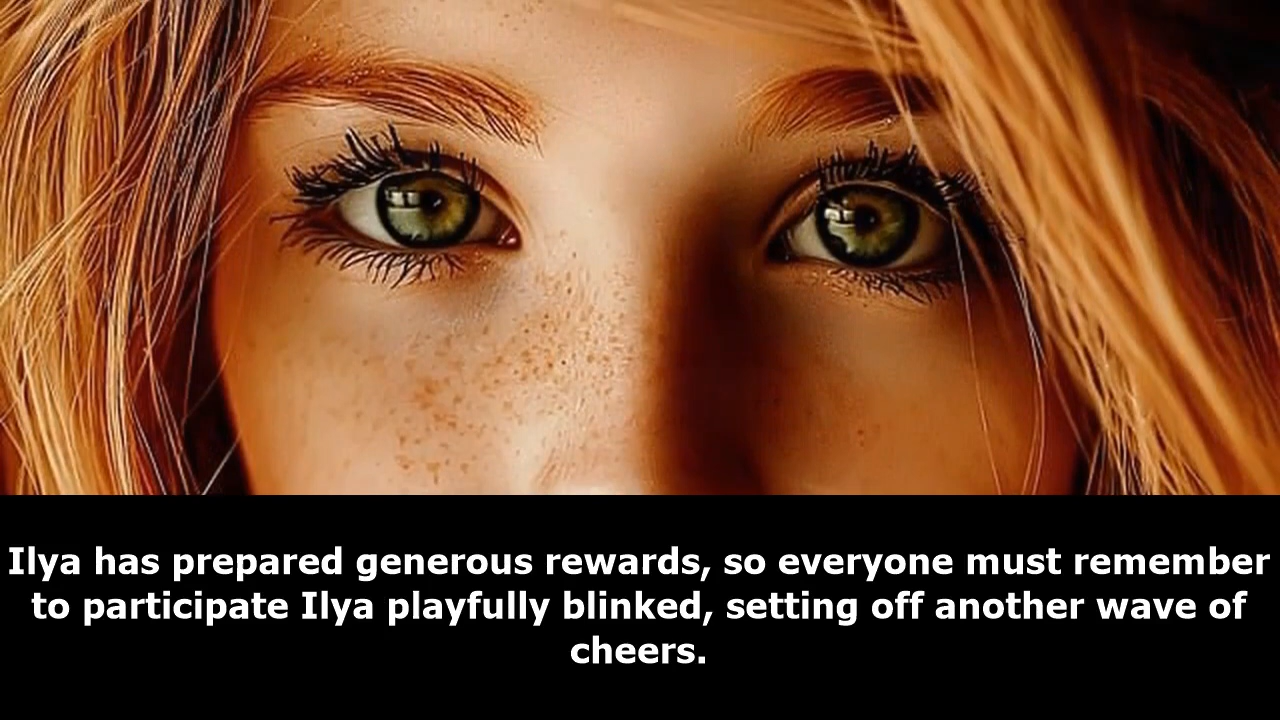 Ilya has prepared generous rewards, so everyone must remember
to participate Ilya playfully blinked, setting off another wave of
cheers.